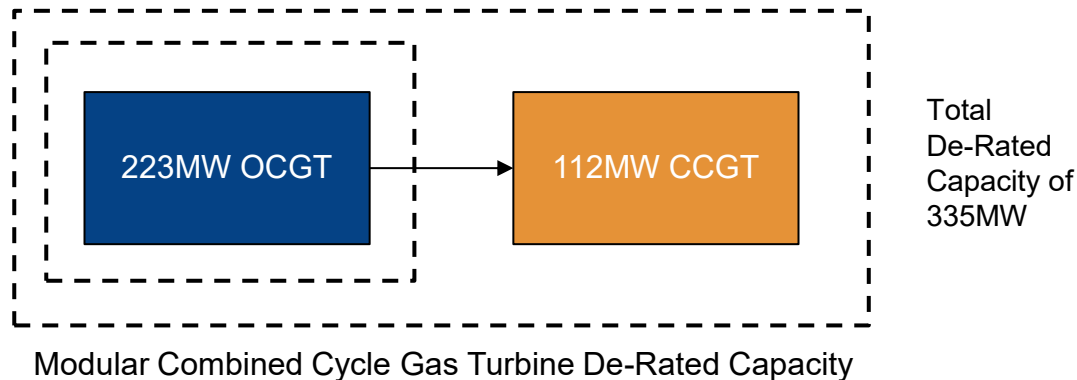 223MW OCGT
112MW CCGT
Total
De-Rated
Capacity of
335MW
Modular Combined Cycle Gas Turbine De-Rated Capacity